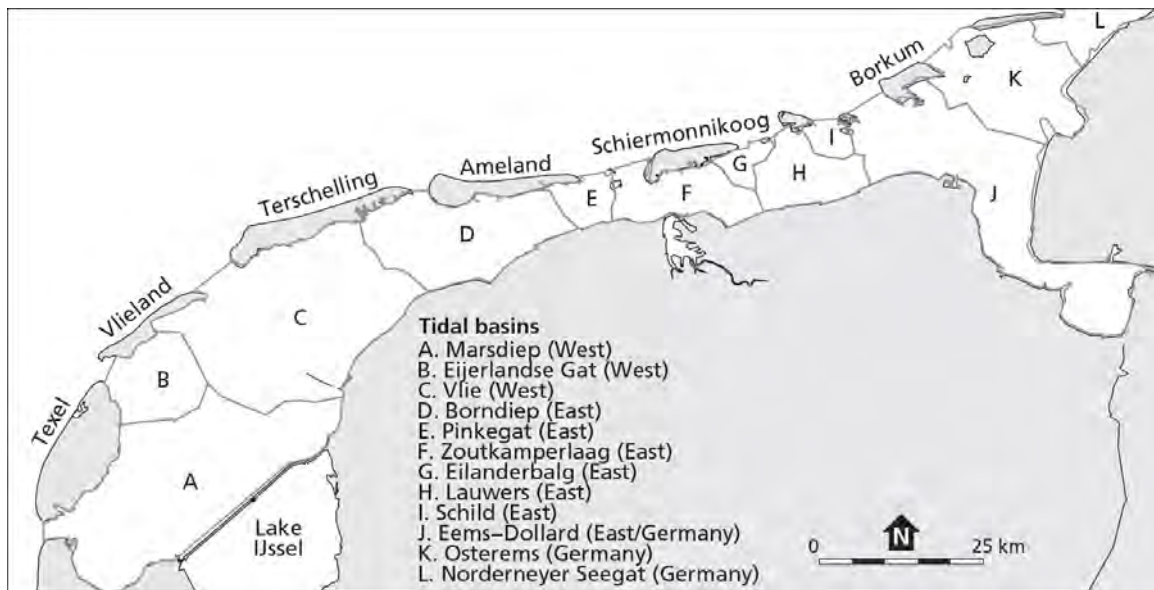 L
Borkum
K
Schiermonnikoog
I
G
Ameland
H
E
F
Terschelling
J
D
Vlieland
C
B
Texel
A
Lake
IJssel
Tidal basins
A. Marsdiep (West)
B. Eijerlandse Gat (West)
C. Vlie (West)
D. Borndiep (East)
E. Pinkegat (East)
F. Zoutkamperlaag (East)
G. Eilanderbalg (East)
H. Lauwers (East)
I. Schild (East)
J. Eems–Dollard (East/Germany)
K. Osterems (Germany)
L. Norderneyer Seegat (Germany)
N
0 25 km